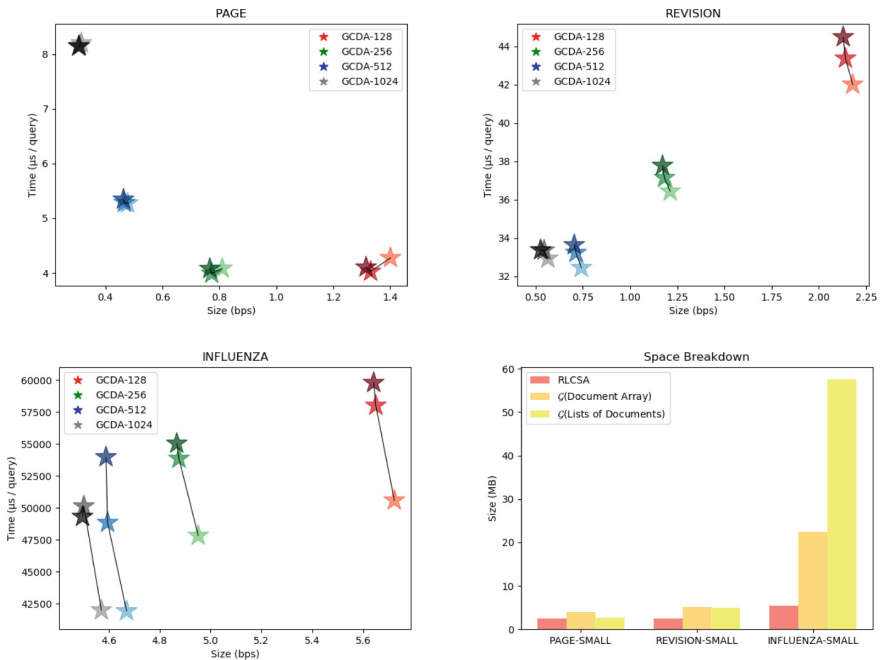 PAGE
Time (μs / query)
8
7
6
5
4
GCDA-128
GCDA-256
GCDA-512
GCDA-1024
0.4
0.6
0.8
1.0
1.2
1.4
Size (bps)
REVISION
Time (μs / query)
44
42
40
38
36
34
32
GCDA-128
GCDA-256
GCDA-512
GCDA-1024
0.50
0.75
1.00
1.25
1.50
1.75
2.00
2.25
Size (bps)
INFLUENZA
Time (μs / query)
60000
57500
55000
52500
50000
47500
45000
42500
GCDA-128
GCDA-256
GCDA-512
GCDA-1024
4.6
4.8
5.0
5.2
5.4
5.6
Size (bps)
Space Breakdown
Size (MB)
60
50
40
30
20
10
0
RLCSA
𝒢(Document Array)
𝒢(Lists of Documents)
PAGE-SMALL
REVISION-SMALL
INFLUENZA-SMALL